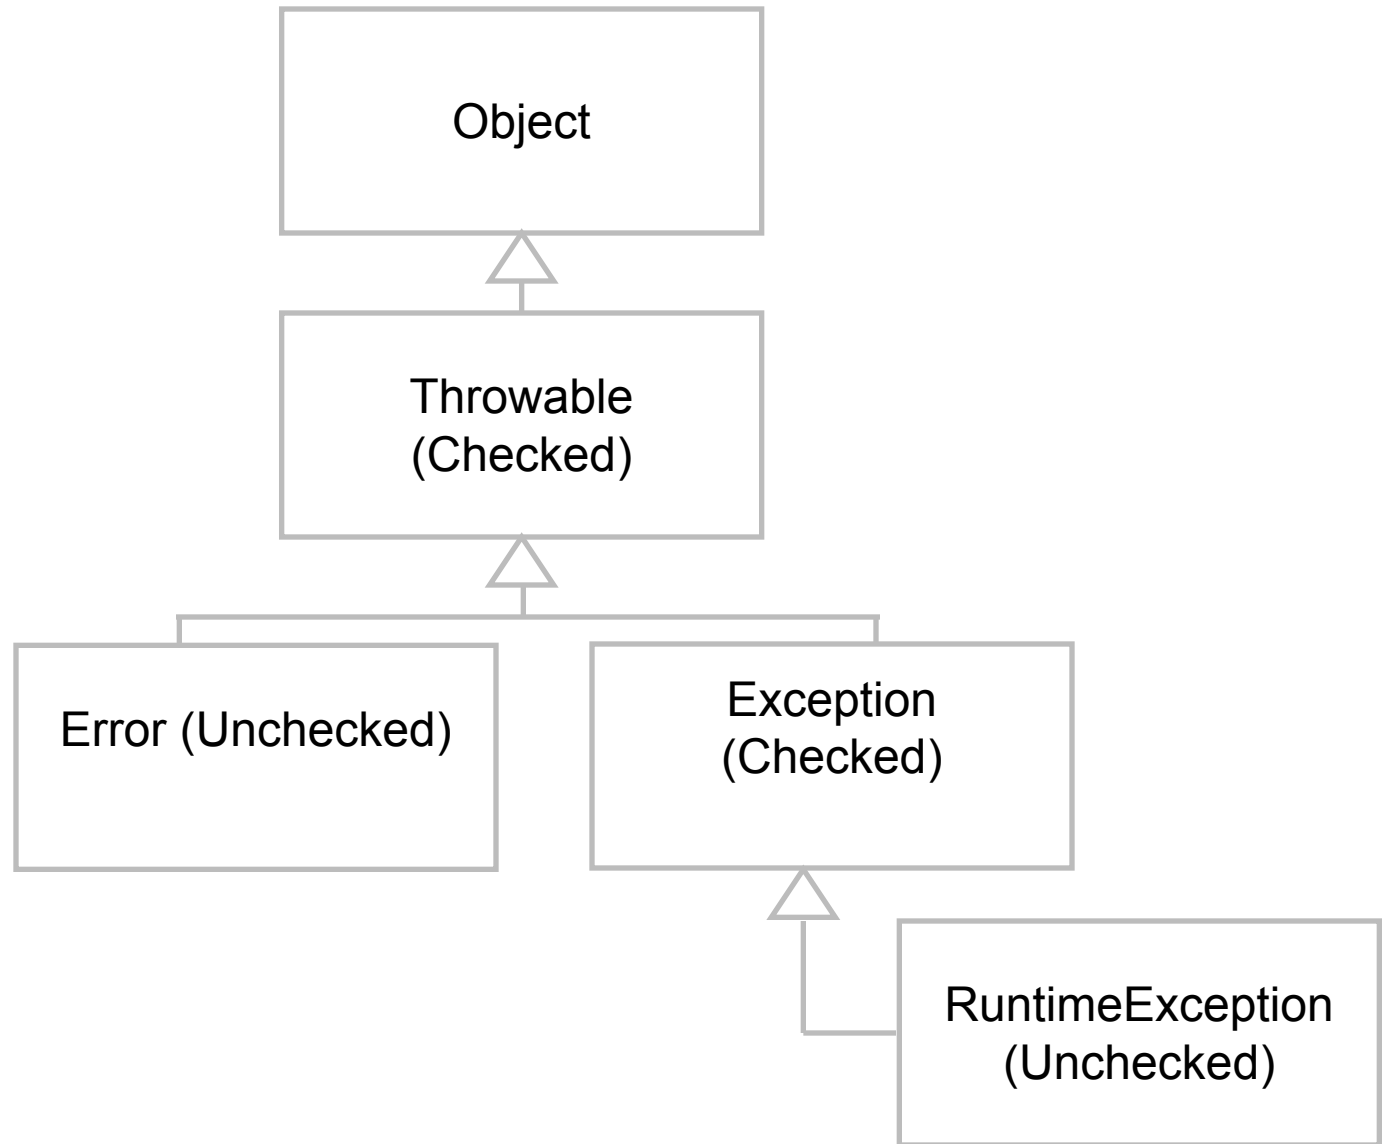 Object
Throwable
(Checked)
Error (Unchecked)
Exception
(Checked)
RuntimeException
(Unchecked)